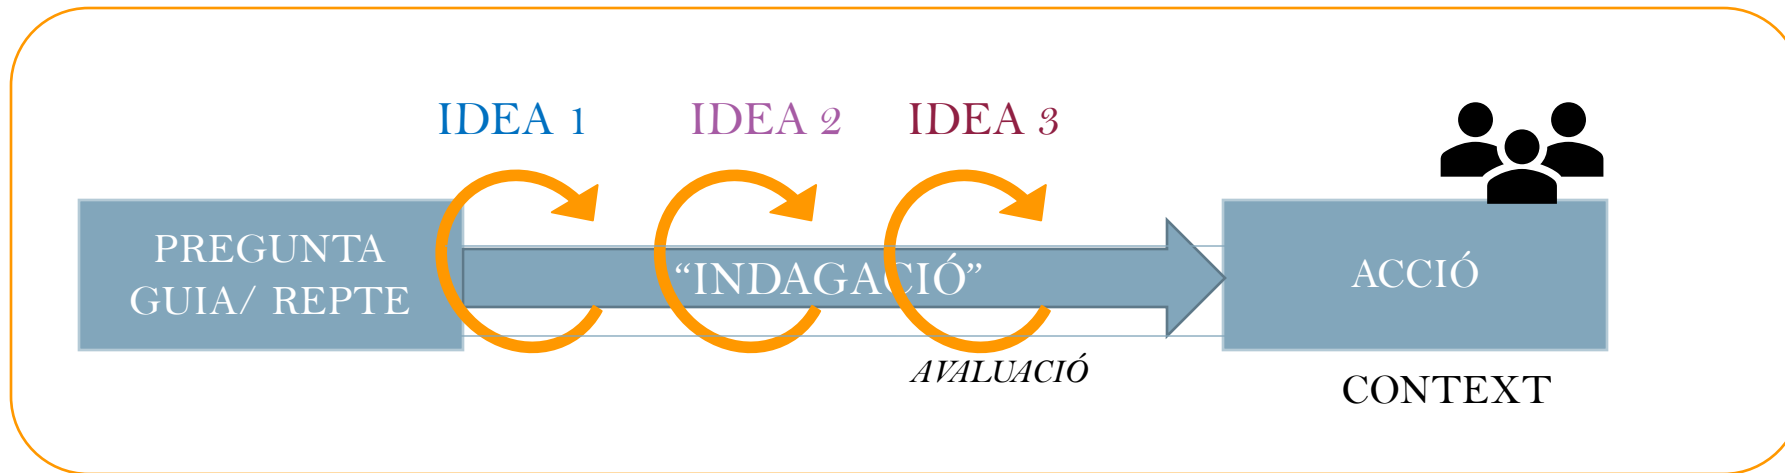 IDEA 1
IDEA 2
IDEA 3
PREGUNTA
GUIA/ REPTE
“INDAGACIÓ”
ACCIÓ
AVALUACIÓ
CONTEXT